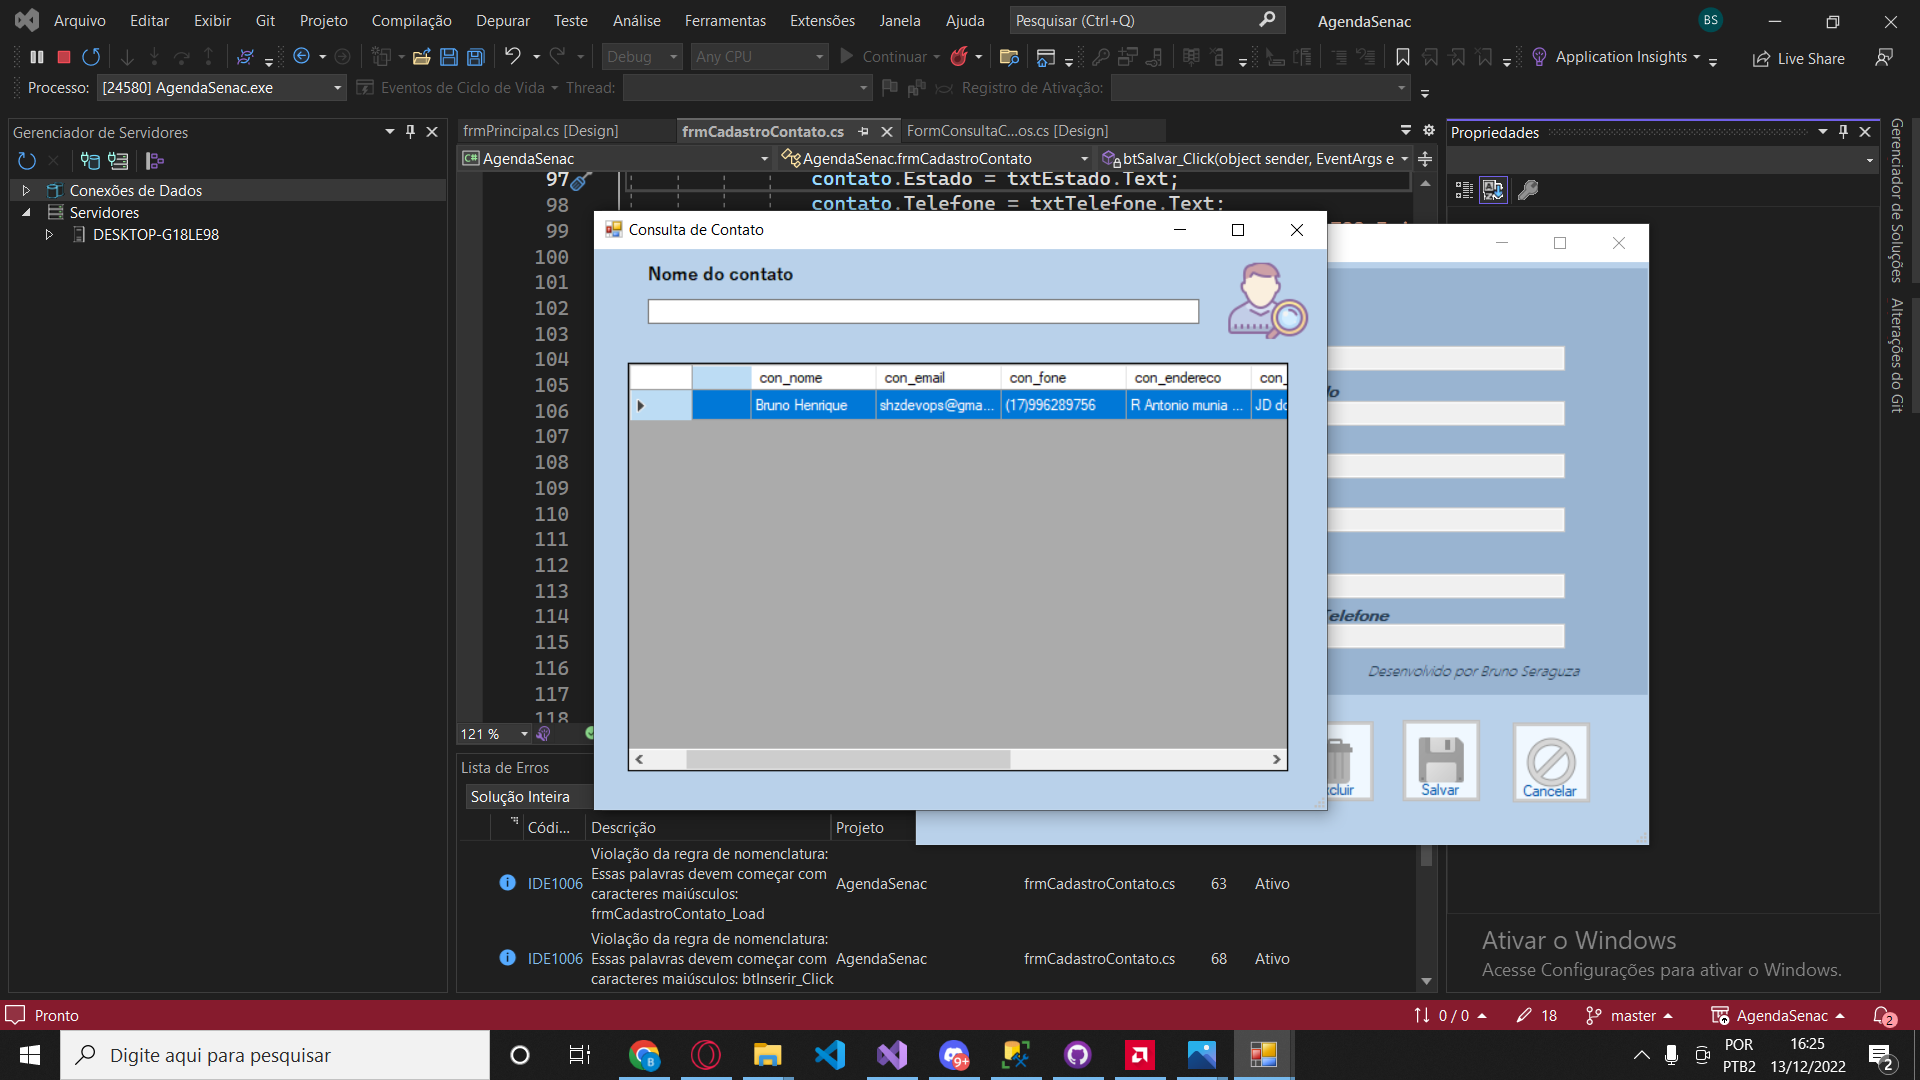 Arquivo Editar Exibir Git Projeto Compilação Depurar Teste Análise Ferramentas Extensões Janela Ajuda Pesquisar (Ctrl+Q) AgendaSenac BS
Debug Any CPU Continuar Application Insights Live Share
Processo: [24580] AgendaSenac.exe Eventos de Ciclo de Vida Thread: Registro de Ativação:
Gerenciador de Servidores
Conexões de Dados
Servidores
DESKTOP-G18LE98
frmPrincipal.cs [Design] frmCadastroContato.cs FormConsultaC...os.cs [Design]
C# AgendaSenac AgendaSenac.frmCadastroContato btSalvar_Click(object sender, EventArgs e
97 contato.Estado = txtEstado.Text;
98 contato.Telefone = txtTelefone.Text;
99
100
101
102
103
104
105
106
107
108
109
110
111
112
113
114
115
116
117
118
121 %
Consulta de Contato
Nome do contato
con_nome con_email con_fone con_endereco con_
Bruno Henrique shzdevops@gma... (17)996289756 R Antonio munia ... JD do
elefone
Desenvolvido por Bruno Seraguza
cluir Salvar Cancelar
Propriedades
Gerenciador de Soluções
Alterações do Git
Lista de Erros
Solução Inteira
Códi... Descrição Projeto
IDE1006 Violação da regra de nomenclatura: Essas palavras devem começar com caracteres maiúsculos: frmCadastroContato_Load AgendaSenac frmCadastroContato.cs 63 Ativo
IDE1006 Violação da regra de nomenclatura: Essas palavras devem começar com caracteres maiúsculos: btInserir_Click AgendaSenac frmCadastroContato.cs 68 Ativo
Ativar o Windows
Acesse Configurações para ativar o Windows.
Pronto 0 / 0 18 master AgendaSenac 2
Digite aqui para pesquisar
B 9+
POR
PTB2
16:25
13/12/2022
2